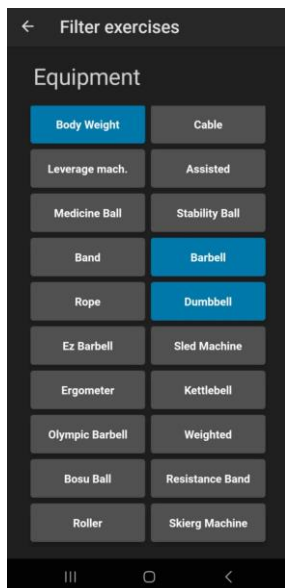 Filter exercises
Equipment
Body Weight
Cable
Leverage mach.
Assisted
Medicine Ball
Stability Ball
Band
Barbell
Rope
Dumbbell
Ez Barbell
Sled Machine
Ergometer
Kettlebell
Olympic Barbell
Weighted
Bosu Ball
Resistance Band
Roller
Skierg Machine